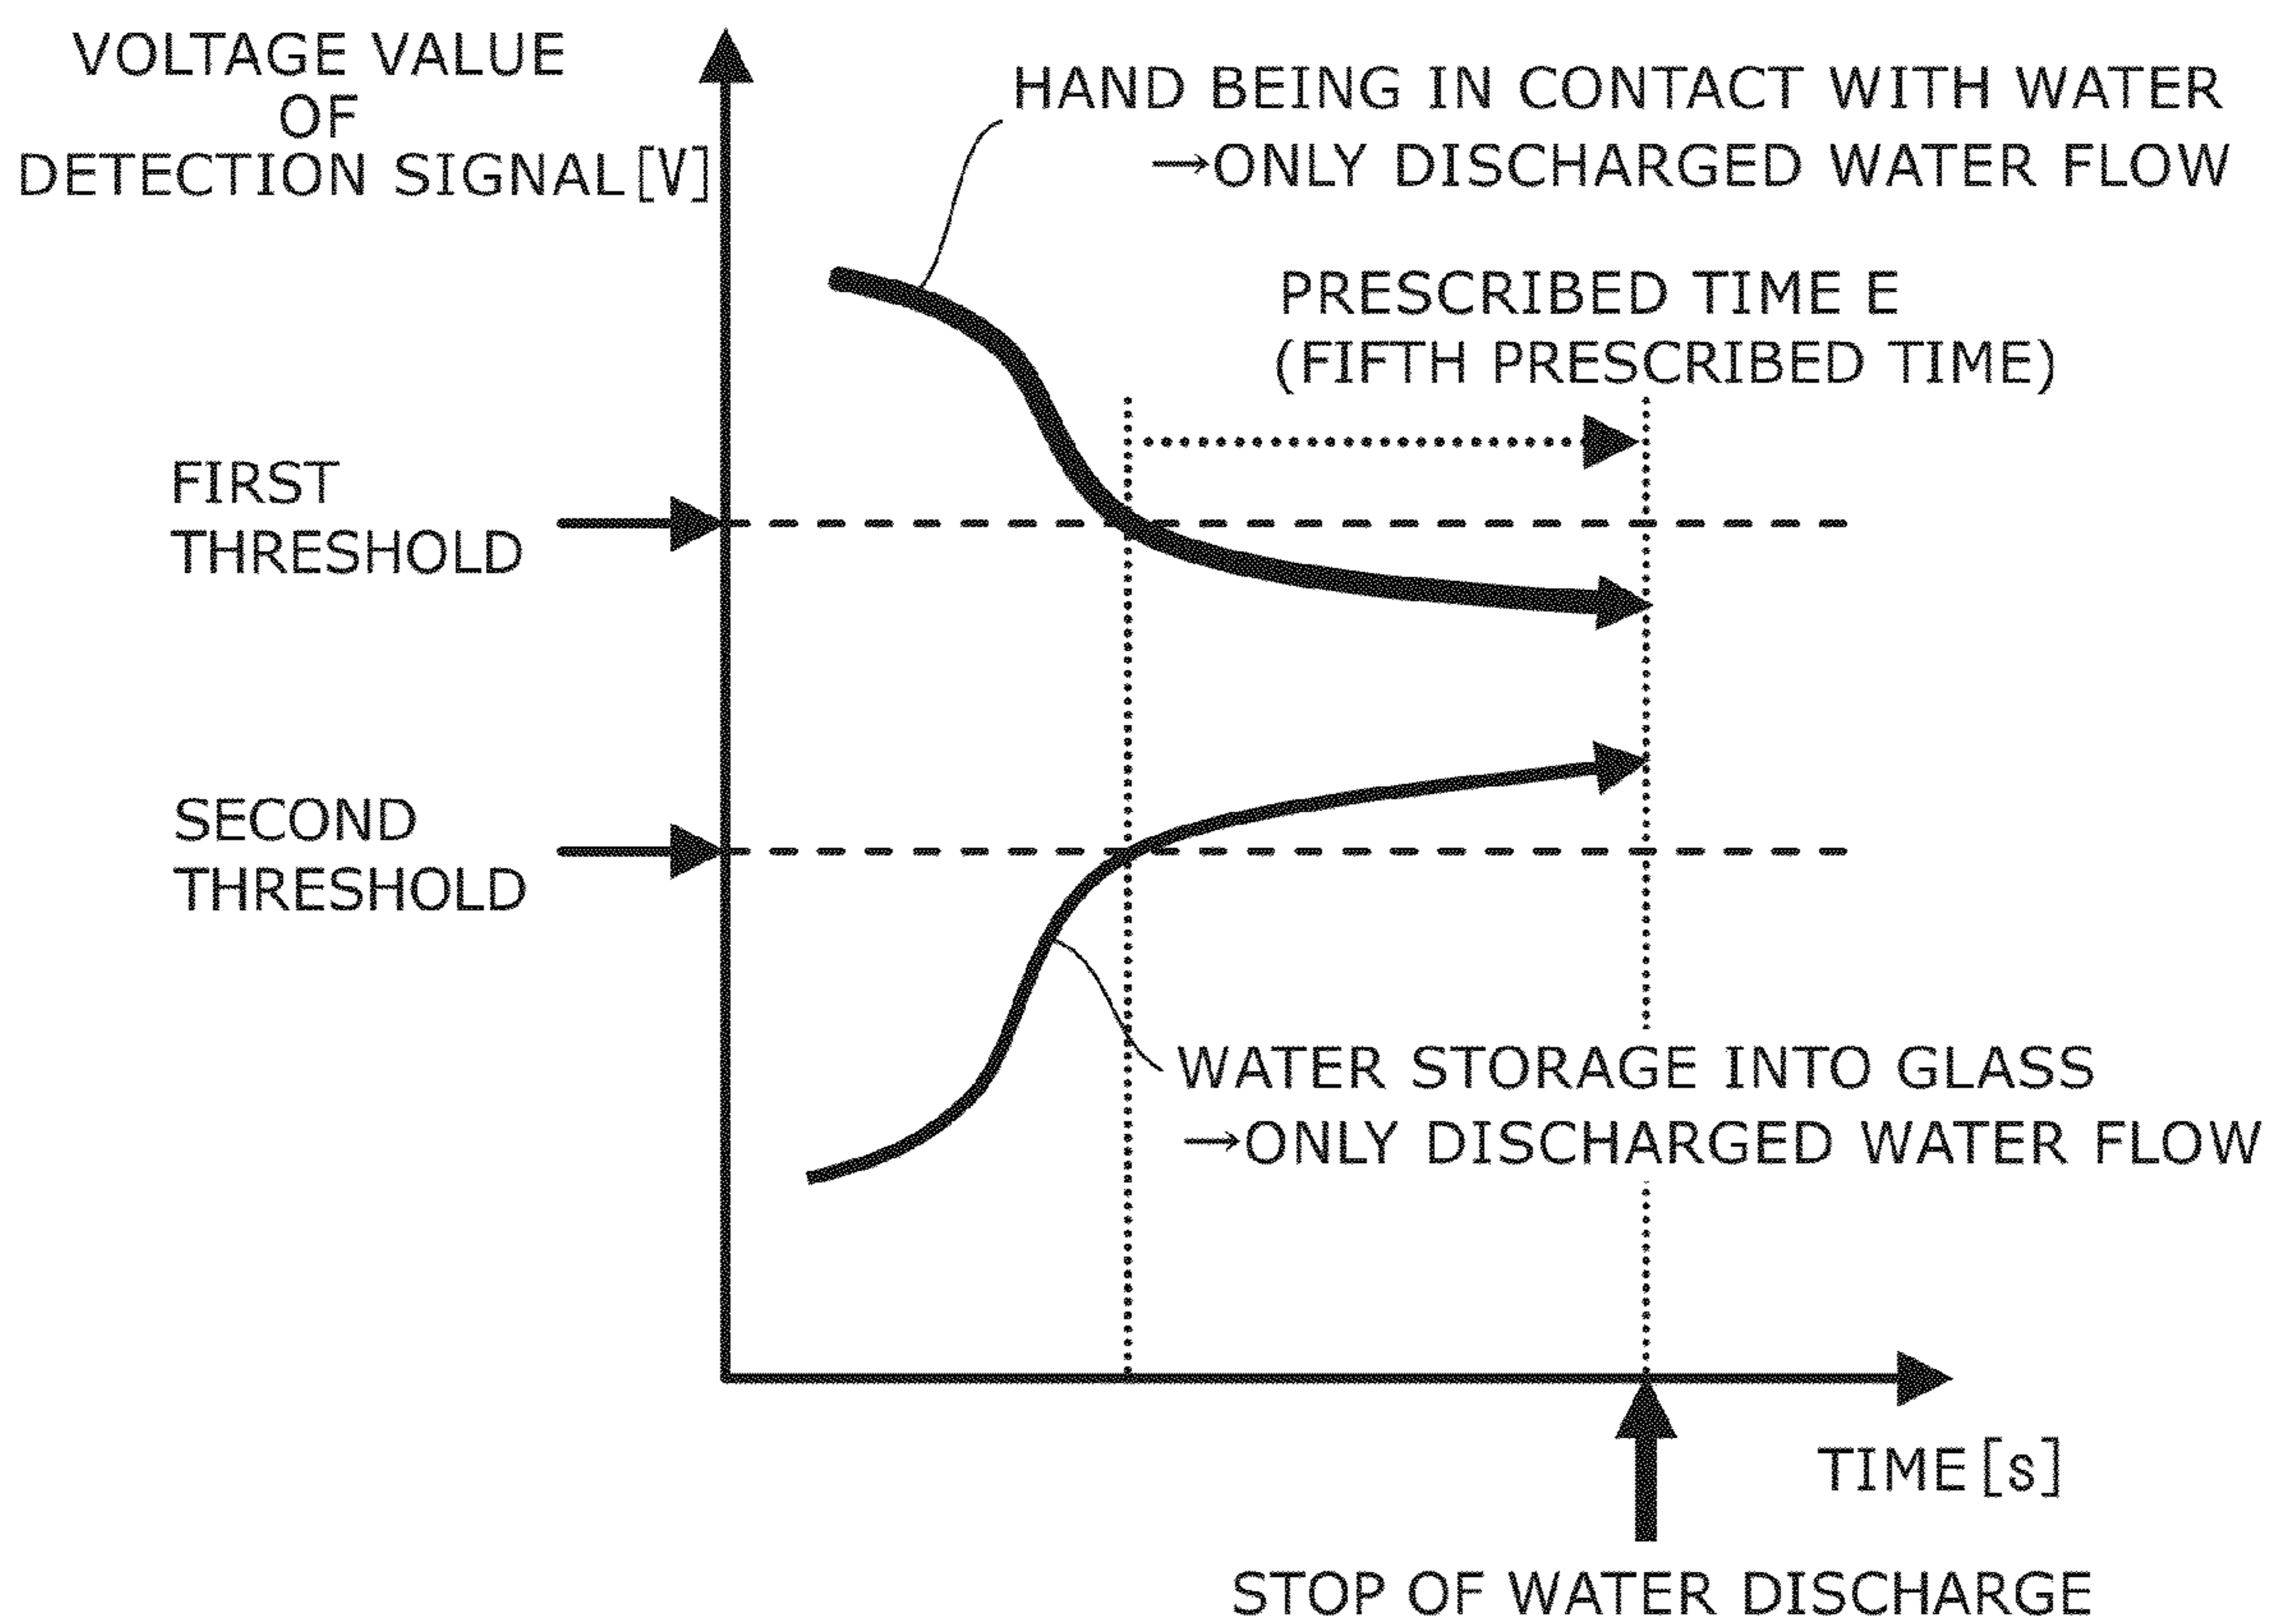 VOLTAGE VALUE
OF
DETECTION SIGNAL[V]
HAND BEING IN CONTACT WITH WATER
→ONLY DISCHARGED WATER FLOW
PRESCRIBED TIME E
(FIFTH PRESCRIBED TIME)
FIRST
THRESHOLD
SECOND
THRESHOLD
WATER STORAGE INTO GLASS
→ONLY DISCHARGED WATER FLOW
TIME[s]
STOP OF WATER DISCHARGE